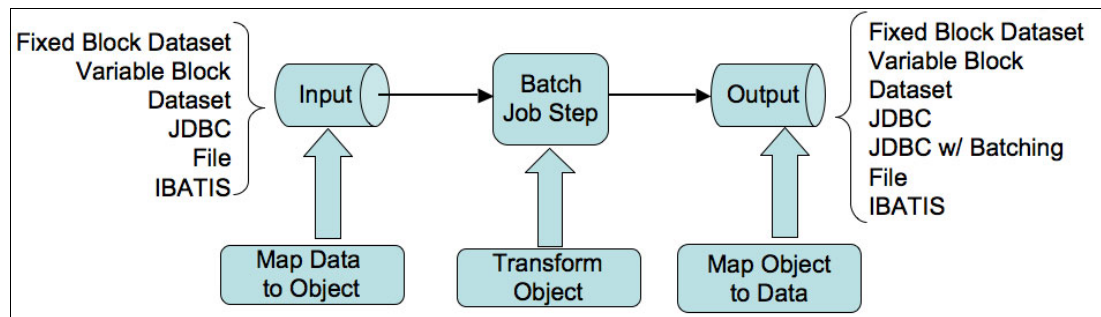 Fixed Block Dataset
Variable Block
Dataset
JDBC
File
IBATIS
Input
Batch
Job Step
Output
Fixed Block Dataset
Variable Block
Dataset
JDBC
JDBC w/ Batching
File
IBATIS
Map Data
to Object
Transform
Object
Map Object
to Data